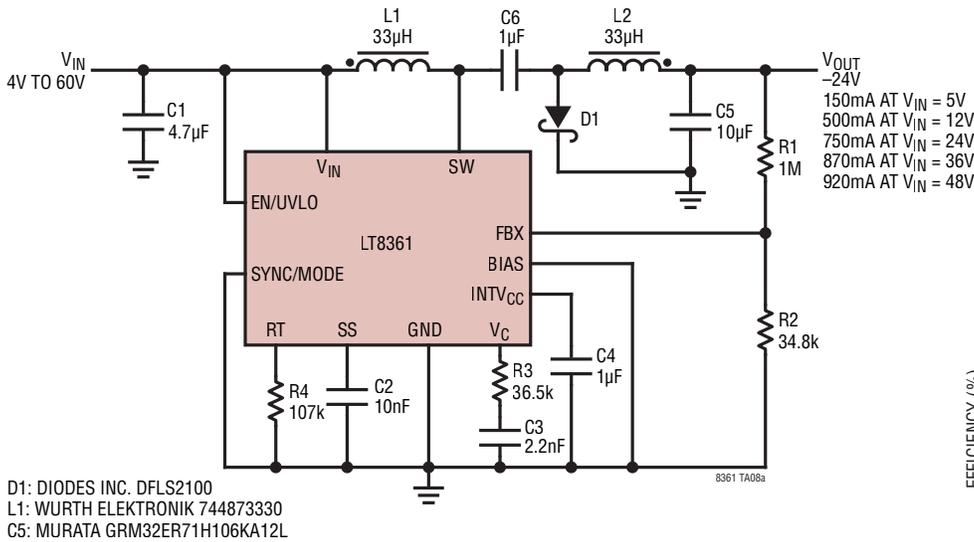 L1
33µH
C6
1µF
L2
33µH
VIN
4V TO 60V
VOUT
–24V
150mA AT VIN = 5V
500mA AT VIN = 12V
750mA AT VIN = 24V
870mA AT VIN = 36V
920mA AT VIN = 48V
C1
4.7µF
D1
C5
10µF
R1
1M
VIN
SW
EN/UVLO
LT8361
FBX
BIAS
SYNC/MODE
INTVCC
RT
SS
GND
VC
R2
34.8k
R4
107k
C2
10nF
R3
36.5k
C3
2.2nF
C4
1µF
8361 TA08a
EFFICIENCY (%)
D1: DIODES INC. DFLS2100
L1: WURTH ELEKTRONIK 744873330
C5: MURATA GRM32ER71H106KA12L